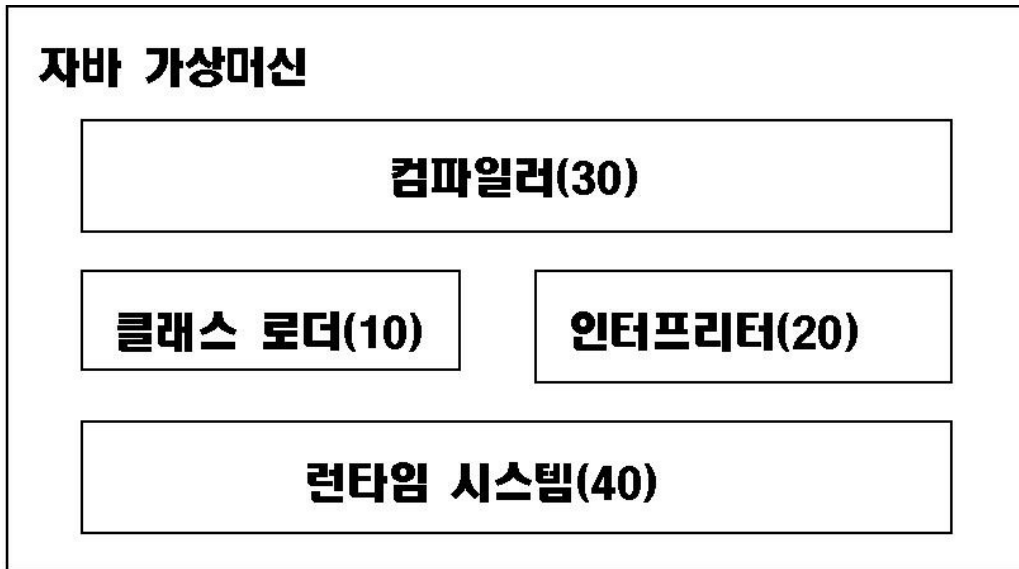 자바 가상머신
컴파일러(30)
클래스 로더(10)
인터프리터(20)
런타임 시스템(40)